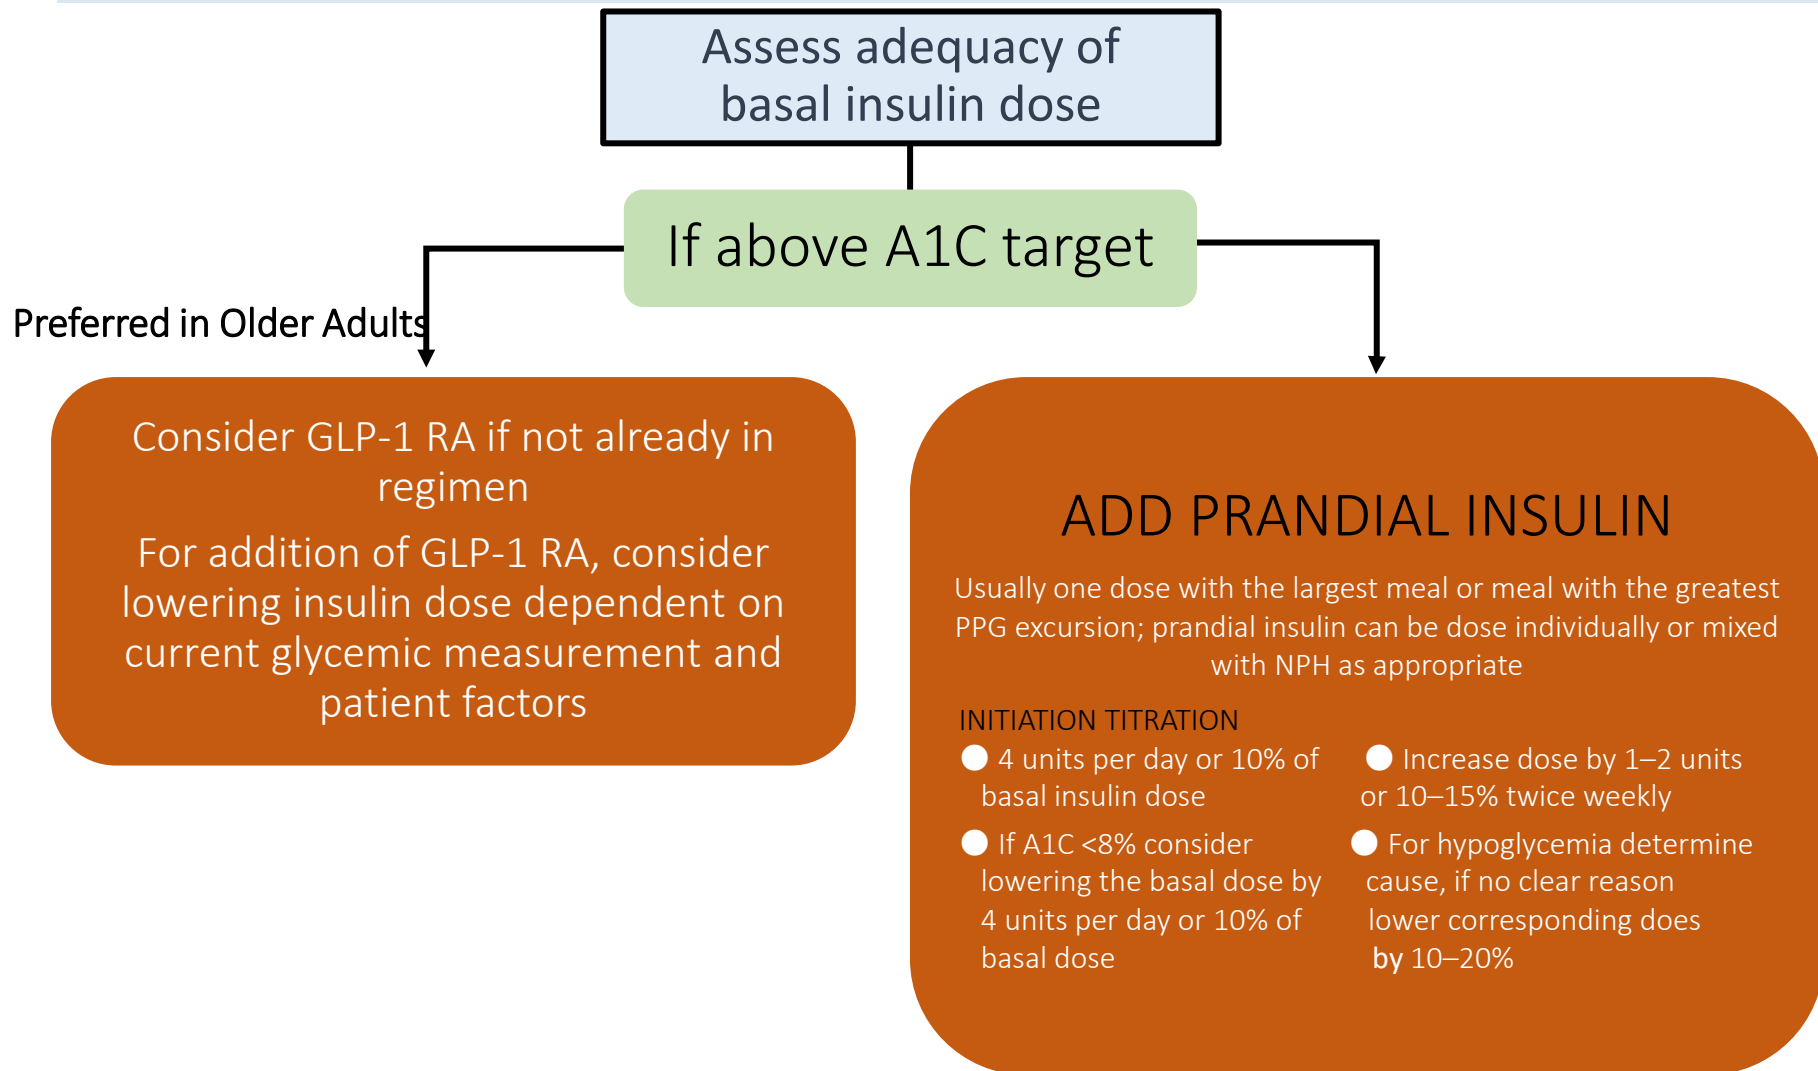 Assess adequacy of
basal insulin dose
If above A1C target
Preferred in Older Adults
Consider GLP-1 RA if not already in
regimen
For addition of GLP-1 RA, consider
lowering insulin dose dependent on
current glycemic measurement and
patient factors
ADD PRANDIAL INSULIN
Usually one dose with the largest meal or meal with the greatest
PPG excursion; prandial insulin can be dose individually or mixed
with NPH as appropriate
INITIATION TITRATION
● 4 units per day or 10% of
basal insulin dose
● If A1C <8% consider
lowering the basal dose by
4 units per day or 10% of
basal dose
● Increase dose by 1–2 units
or 10–15% twice weekly
● For hypoglycemia determine
cause, if no clear reason
lower corresponding does
by 10–20%